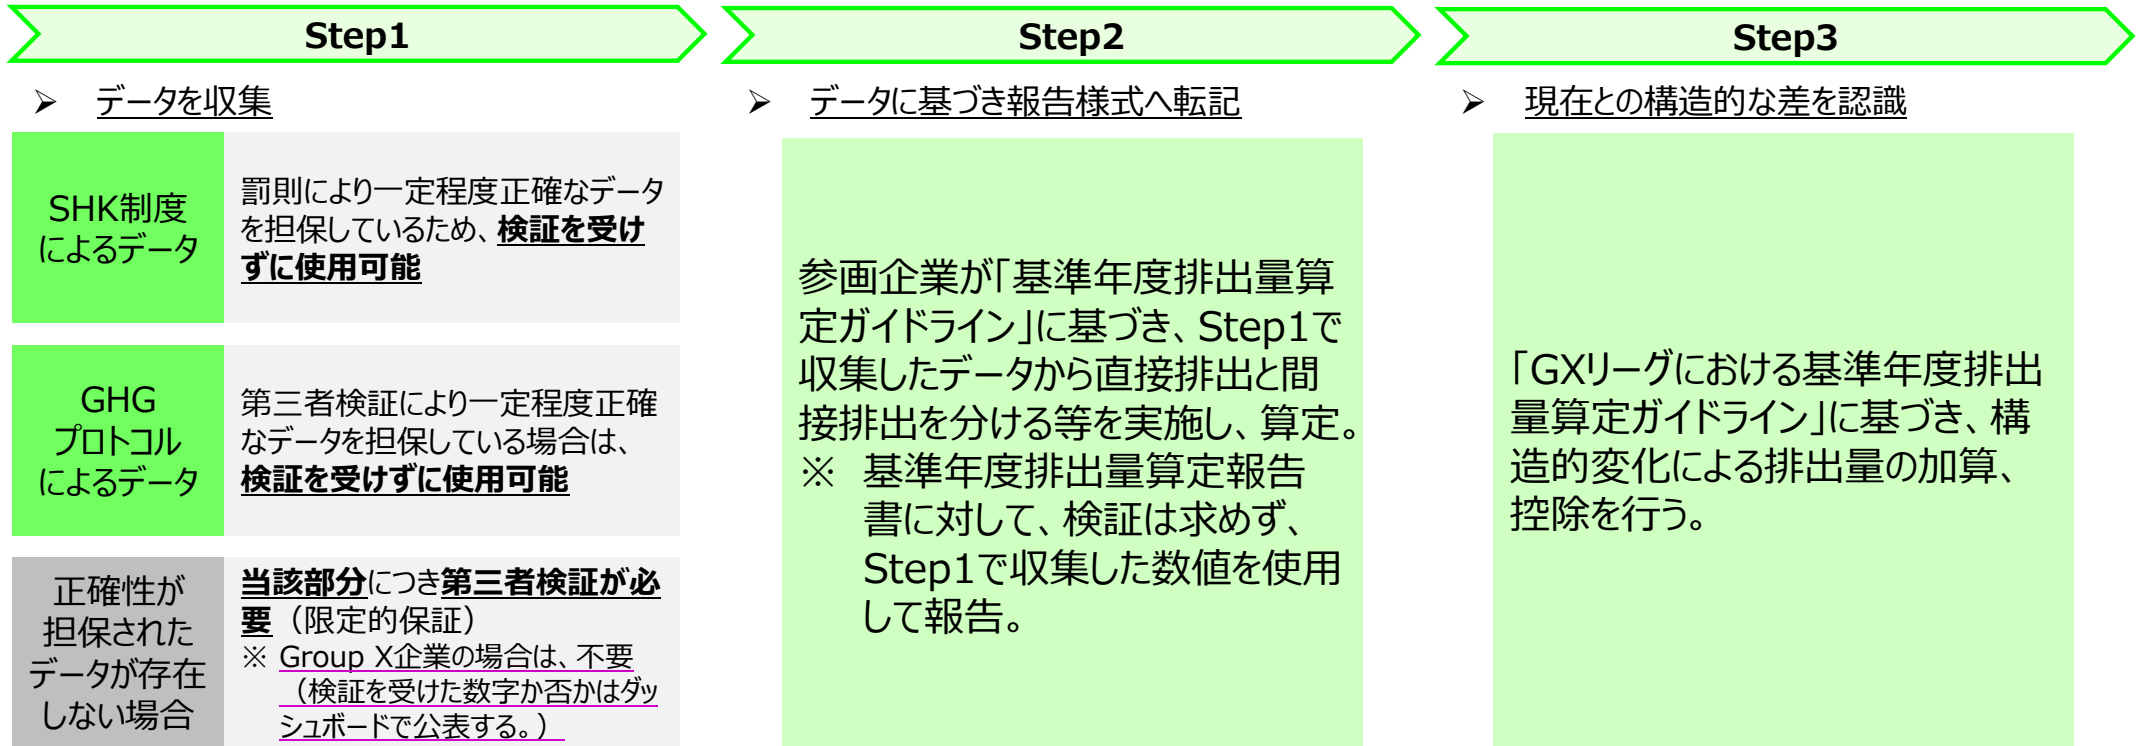 Step1
➢ データを収集
SHK制度
によるデータ
罰則により一定程度正確なデータ
を担保しているため、検証を受け
ずに使用可能
GHG
プロトコル
によるデータ
第三者検証により一定程度正確
なデータを担保している場合は、
検証を受けずに使用可能
正確性が
担保された
データが存在
しない場合
当該部分につき第三者検証が必
要（限定的保証）
※ Group X企業の場合は、不要
（検証を受けた数字か否かはダッ
シュボードで公表する。）
Step2
➢ データに基づき報告様式へ転記
参画企業が「基準年度排出量算
定ガイドライン」に基づき、Step1で
収集したデータから直接排出と間
接排出を分ける等を実施し、算定。
※ 基準年度排出量算定報告
書に対して、検証は求めず、
Step1で収集した数値を使用
して報告。
Step3
➢ 現在との構造的な差を認識
「GXリーグにおける基準年度排出
量算定ガイドライン」に基づき、構
造的変化による排出量の加算、
控除を行う。